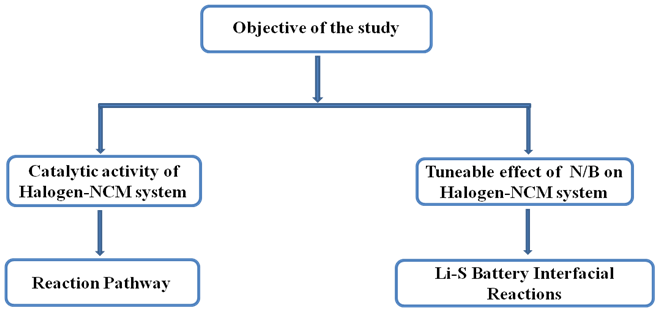 Objective of the study
Catalytic activity of
Halogen-NCM system
Tuneable effect of N/B on
Halogen-NCM system
Reaction Pathway
Li-S Battery Interfacial
Reactions